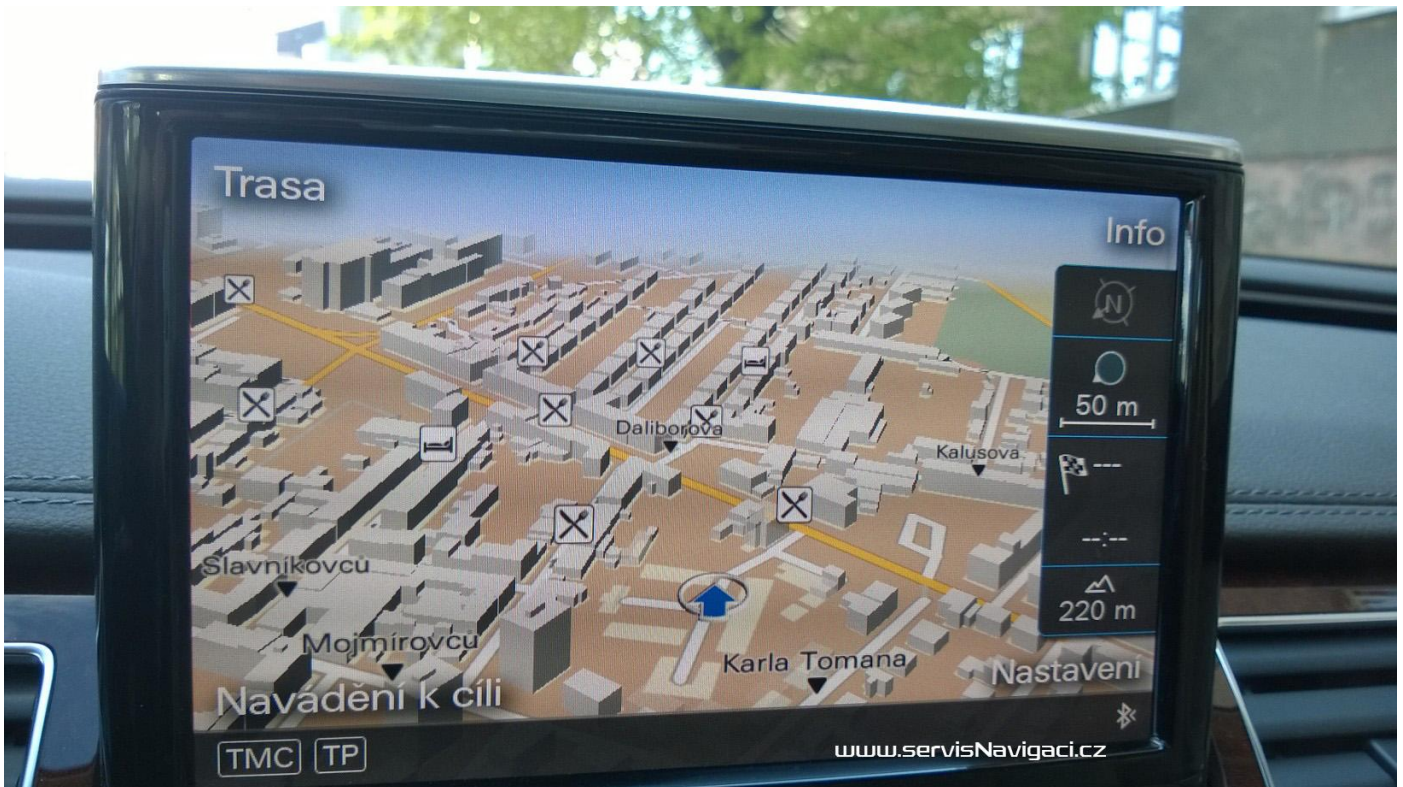 Trasa
Info
N
50 m
Daliborova
Kalusova
---
--:--
Slavníkovců
220 m
Mojmírovců
Karla Tomana
Nastavení
Navádění k cíli
TMC TP
www.servisNavigaci.cz